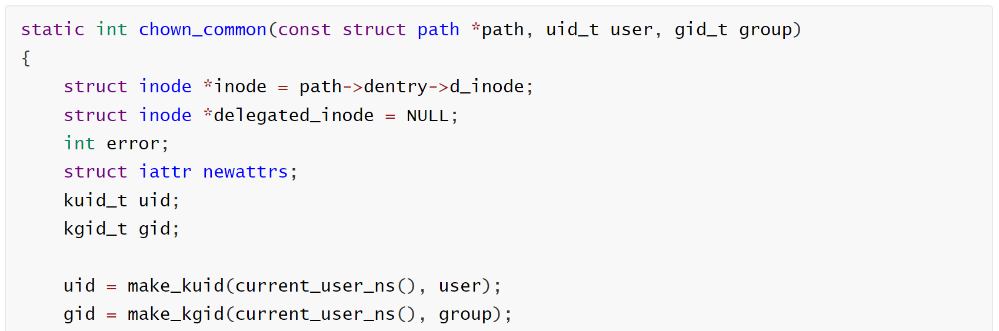 static int chown_common(const struct path *path, uid_t user, gid_t group)
{
    struct inode *inode = path->dentry->d_inode;
    struct inode *delegated_inode = NULL;
    int error;
    struct iattr newattrs;
    kuid_t uid;
    kgid_t gid;

    uid = make_kuid(current_user_ns(), user);
    gid = make_kgid(current_user_ns(), group);